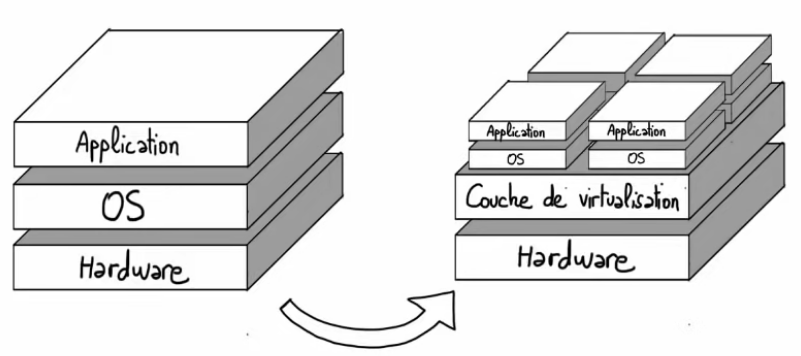 Application
OS
Hardware
Application
Application
OS
OS
Couche de virtualisation
Hardware